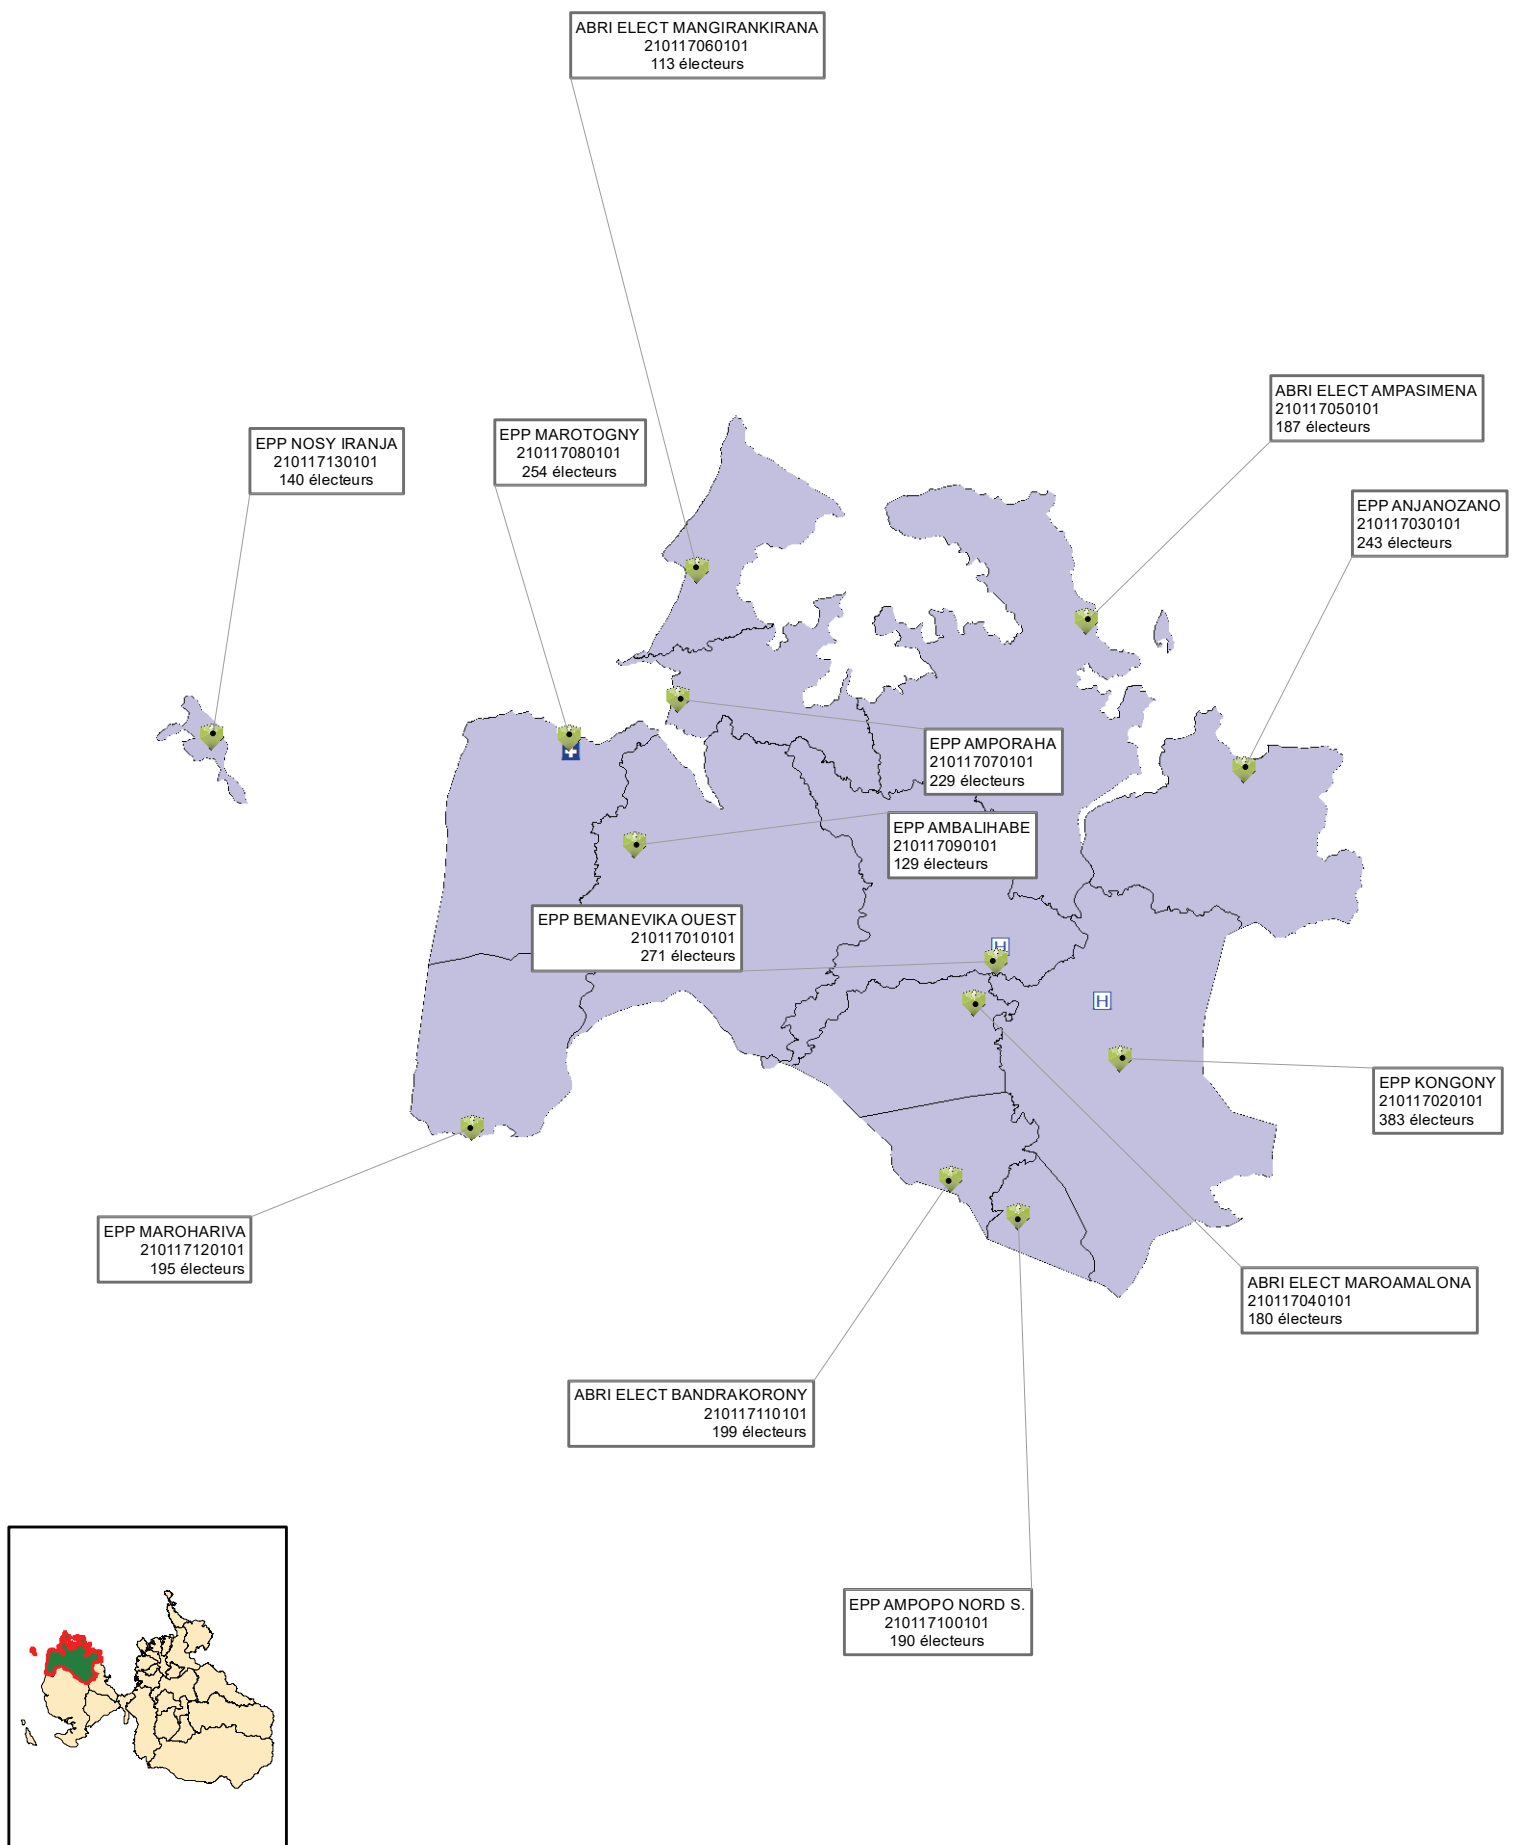 ABRI ELECT MANGIRANKIRANA
210117060101
113 électeurs
ABRI ELECT AMPASIMENA
210117050101
187 électeurs
EPP MAROTOGNY
210117080101
254 électeurs
EPP NOSY IRANJA
210117130101
140 électeurs
EPP ANJANOZANO
210117030101
243 électeurs
EPP AMPORAHA
210117070101
229 électeurs
EPP AMBALIHABE
210117090101
129 électeurs
EPP BEMANEVIKA OUEST
210117010101
271 électeurs
H
H
EPP KONGONY
210117020101
383 électeurs
EPP MAROHARIVA
210117120101
195 électeurs
ABRI ELECT MAROAMALONA
210117040101
180 électeurs
ABRI ELECT BANDRAKORONY
210117110101
199 électeurs
EPP AMPOPO NORD S.
210117100101
190 électeurs